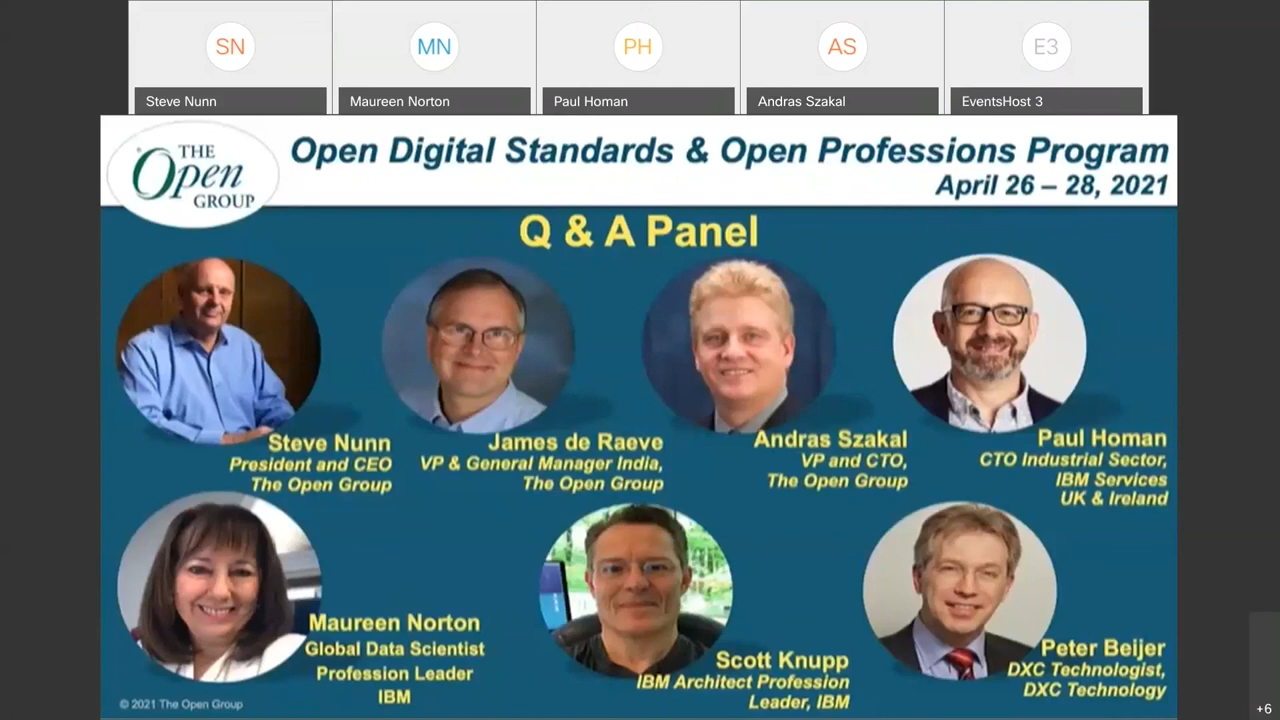 SN
MN
PH
AS
E3
Steve Nunn
Maureen Norton
Paul Homan
Andras Szakal
EventsHost 3
THE
Open
GROUP
Open Digital Standards & Open Professions Program
April 26 – 28, 2021
Q & A Panel
Steve Nunn
President and CEO
The Open Group
James de Raeve
VP & General Manager India,
The Open Group
Andras Szakal
VP and CTO,
The Open Group
Paul Homan
CTO Industrial Sector,
IBM Services
UK & Ireland
Maureen Norton
Global Data Scientist
Profession Leader
IBM
Scott Knupp
IBM Architect Profession
Leader, IBM
Peter Beijer
DXC Technologist,
DXC Technology
© 2021 The Open Group
+6